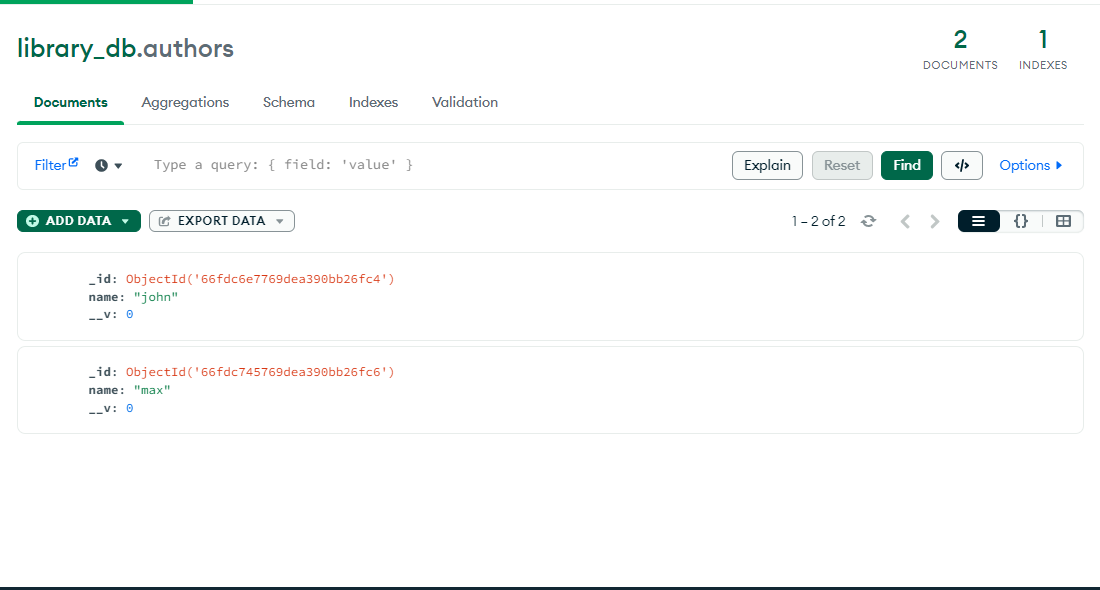 library_db.authors
2
DOCUMENTS
1
INDEXES
Documents Aggregations Schema Indexes Validation
Filter Type a query: { field: 'value' } Explain Reset Find </> Options
ADD DATA EXPORT DATA 1 – 2 of 2 {}
_id: ObjectId('66fdc6e7769dea390bb26fc4')
name: "john"
__v: 0
_id: ObjectId('66fdc745769dea390bb26fc6')
name: "max"
__v: 0